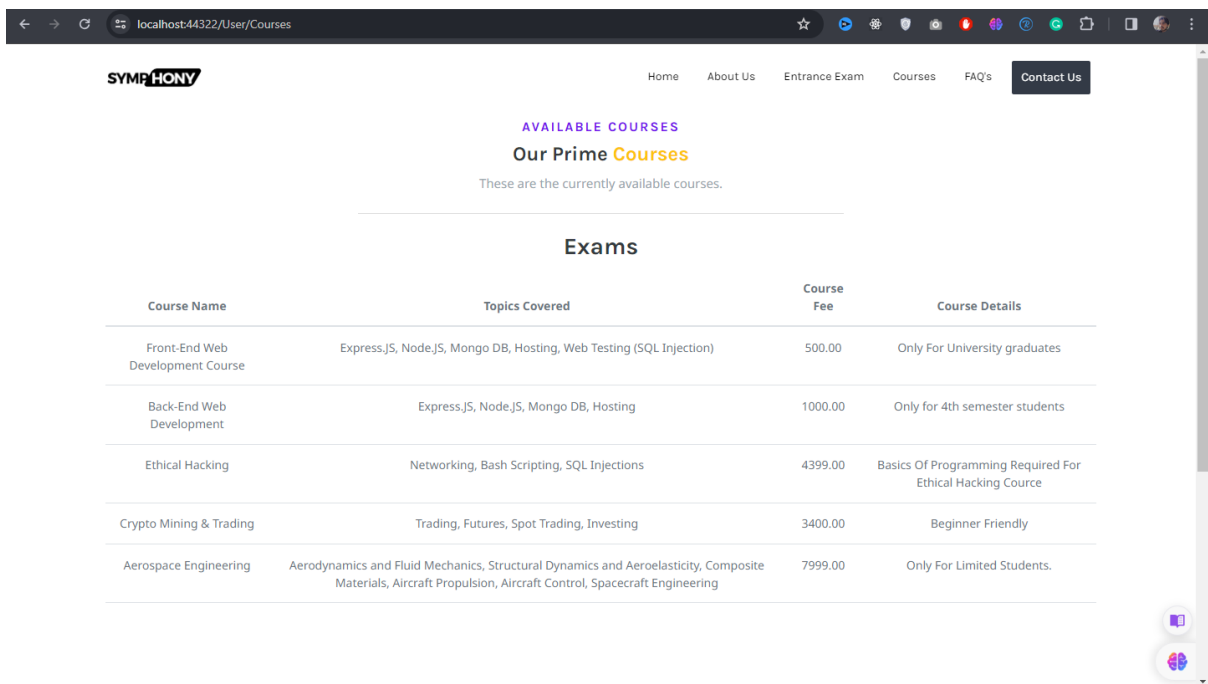 localhost:44322/User/Courses
SYMPHONY
Home About Us Entrance Exam Courses FAQ's Contact Us
AVAILABLE COURSES
Our Prime Courses
These are the currently available courses.
Exams
Course Name Topics Covered Course Fee Course Details
Front-End Web Development Course Express.JS, Node.JS, Mongo DB, Hosting, Web Testing (SQL Injection) 500.00 Only For University graduates
Back-End Web Development Express.JS, Node.JS, Mongo DB, Hosting 1000.00 Only for 4th semester students
Ethical Hacking Networking, Bash Scripting, SQL Injections 4399.00 Basics Of Programming Required For Ethical Hacking Cource
Crypto Mining & Trading Trading, Futures, Spot Trading, Investing 3400.00 Beginner Friendly
Aerospace Engineering Aerodynamics and Fluid Mechanics, Structural Dynamics and Aeroelasticity, Composite Materials, Aircraft Propulsion, Aircraft Control, Spacecraft Engineering 7999.00 Only For Limited Students.